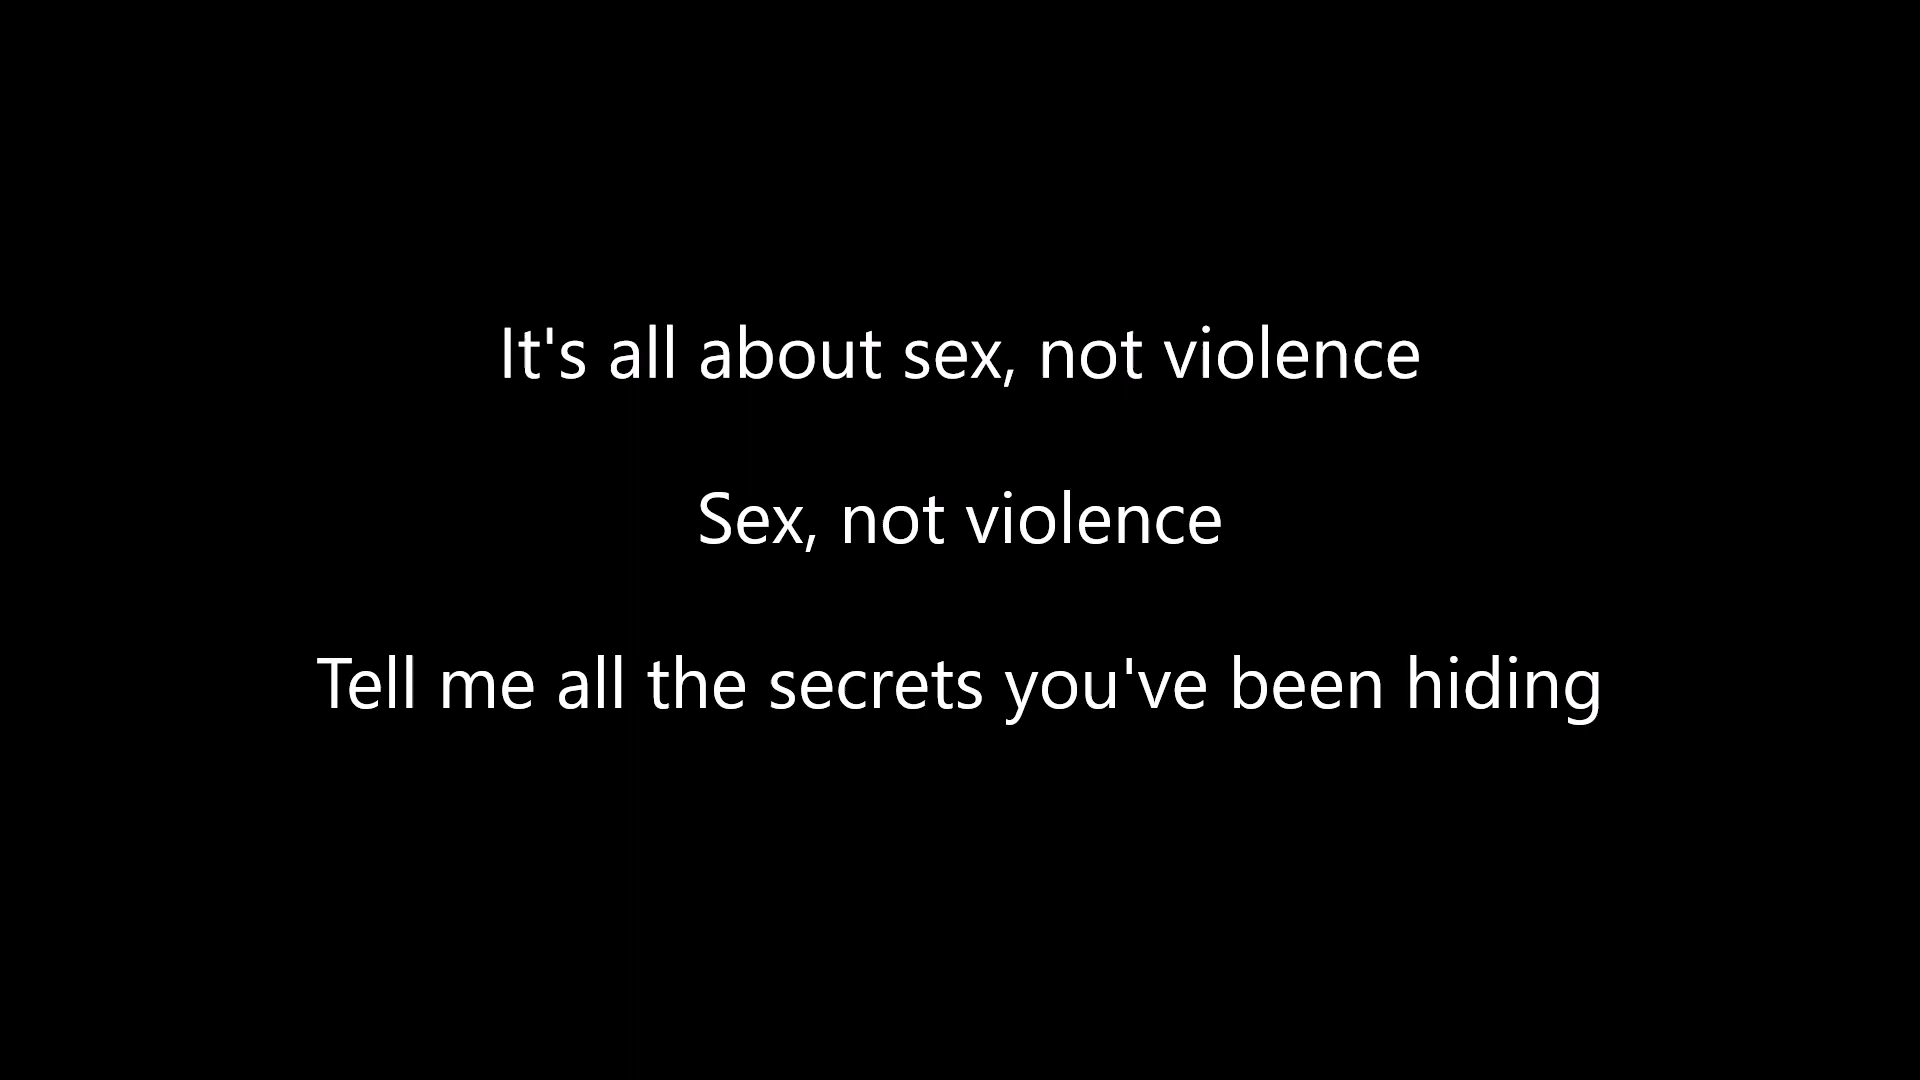 It's all about sex, not violence
Sex, not violence
Tell me all the secrets you've been hiding